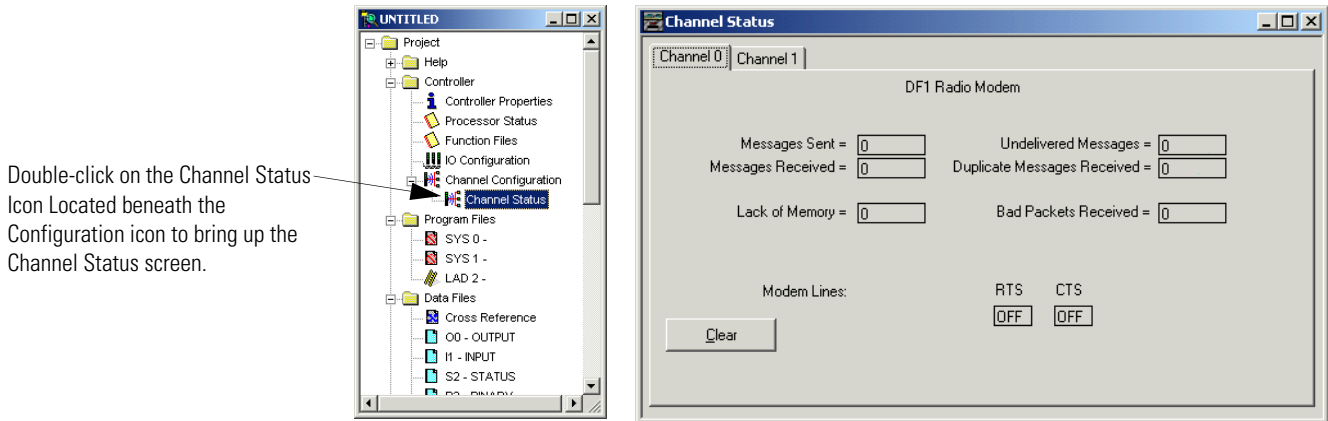 Double-click on the Channel Status
Icon Located beneath the
Configuration icon to bring up the
Channel Status screen.
UNTITLED
Project
Help
Controller
Controller Properties
Processor Status
Function Files
IO Configuration
Channel Configuration
Channel Status
Program Files
SYS 0 -
SYS 1 -
LAD 2 -
Data Files
Cross Reference
O0 - OUTPUT
I1 - INPUT
S2 - STATUS
Channel Status
Channel 0 Channel 1
DF1 Radio Modem
Messages Sent = 0 Undelivered Messages = 0
Messages Received = 0 Duplicate Messages Received = 0
Lack of Memory = 0 Bad Packets Received = 0
Modem Lines: RTS CTS
OFF OFF
Clear